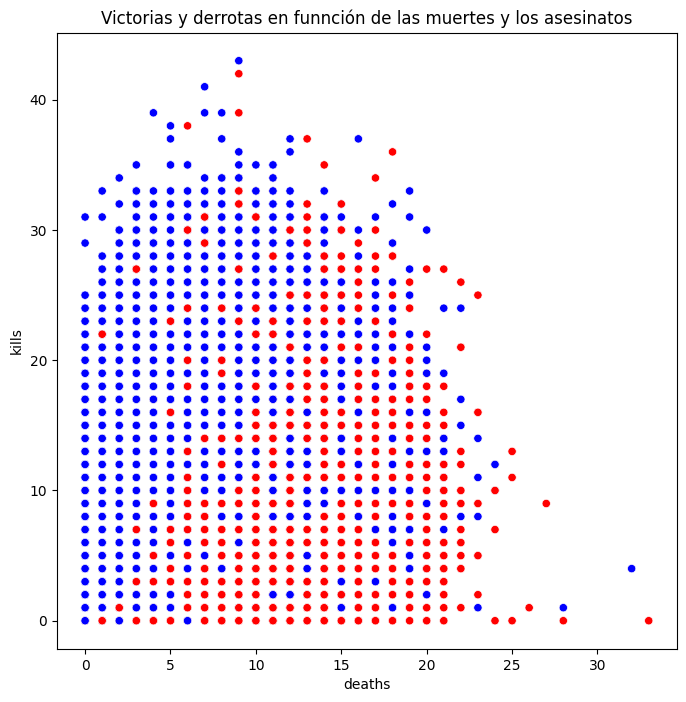 Victorias y derrotas en funnción de las muertes y los asesinatos
40
30
20
10
0
kills
0 5 10 15 20 25 30
deaths